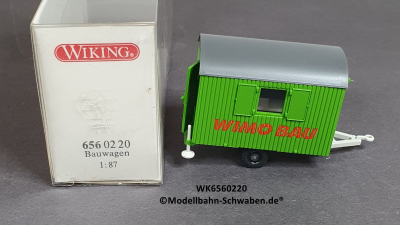 WIKING
656 02 20
Bauwagen
1:87
WIMO BAU
WK6560220
©Modellbahn-Schwaben.de®